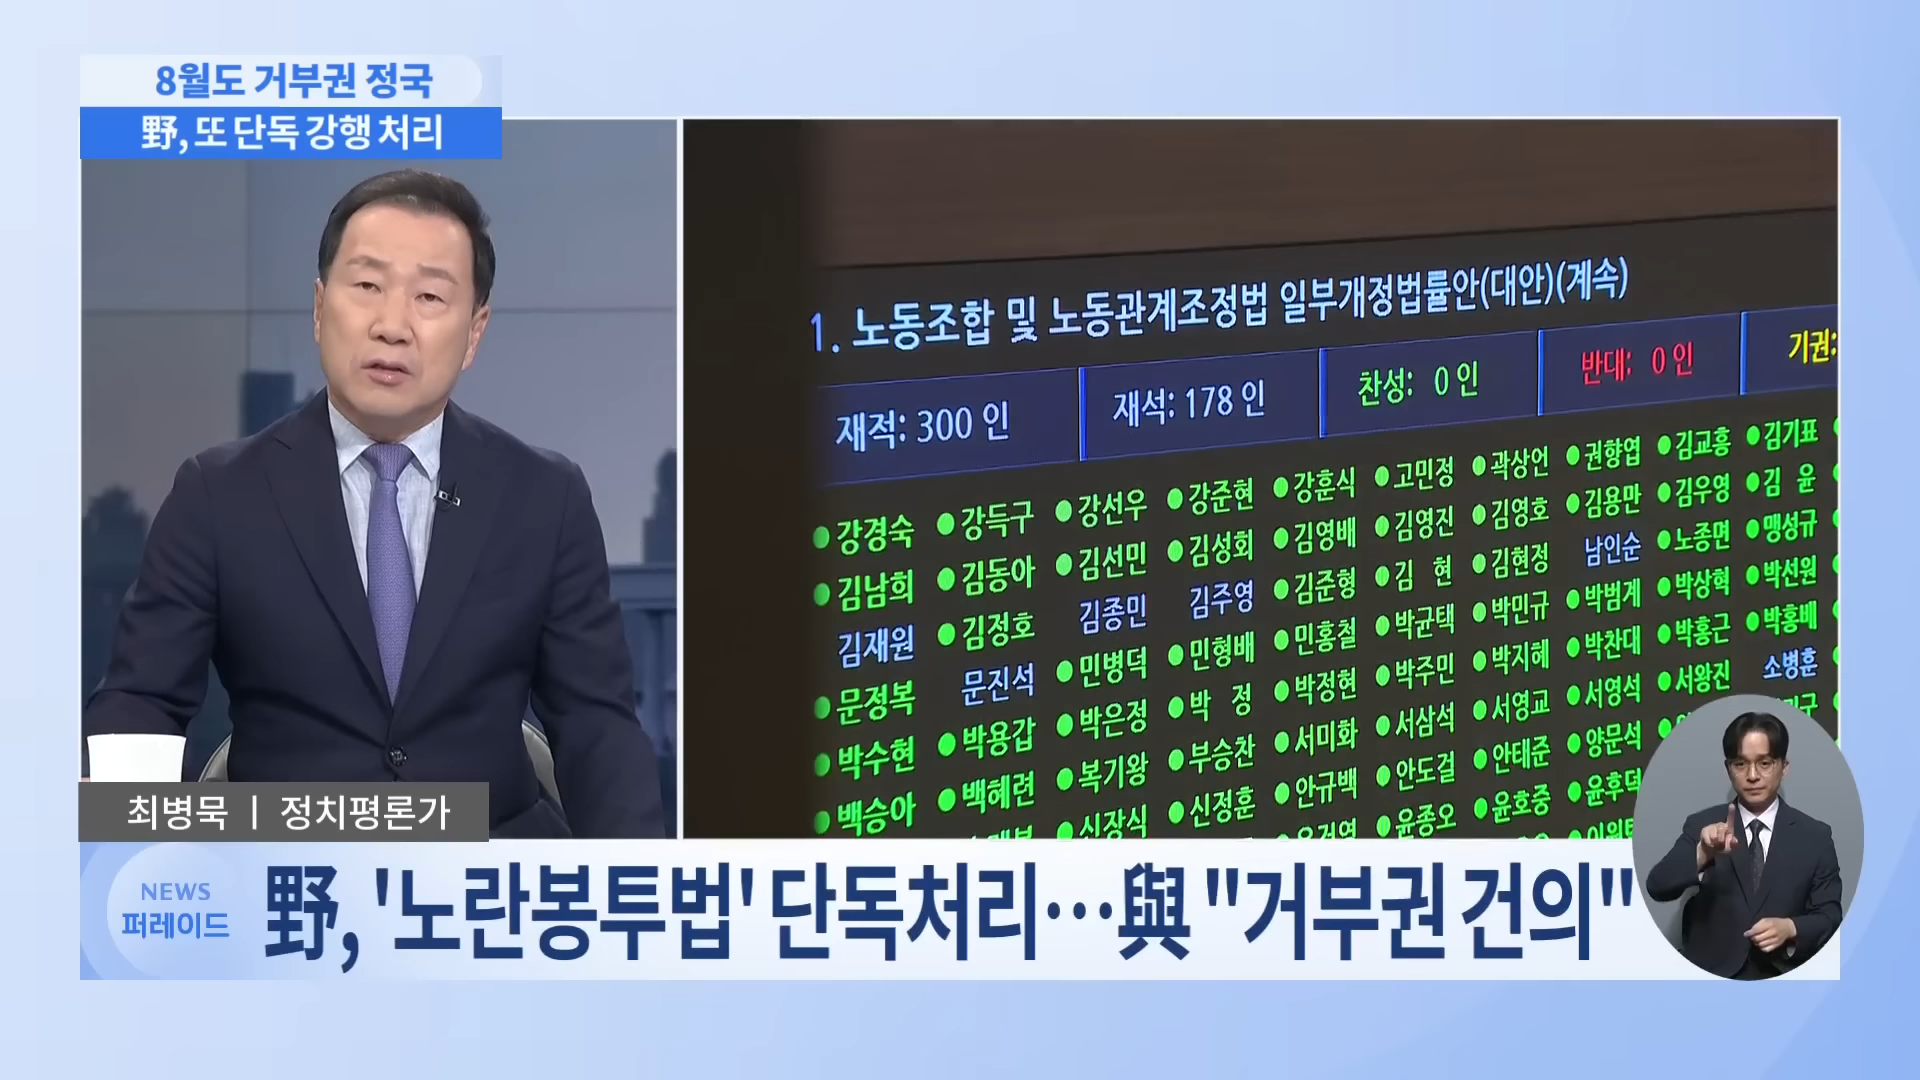 8월도 거부권 정국
野, 또 단독 강행 처리
1. 노동조합 및 노동관계조정법 일부개정법률안(대안)(계속)
재적: 300 인 재석: 178 인 찬성: 0 인 반대: 0 인 기권:
강경숙 강득구 강선우 강준현 강훈식 고민정 곽상언 권향엽 김교흥 김기표
김남희 김동아 김선민 김성회 김영배 김영진 김영호 김용만 김우영 김 윤
김재원 김정호 김종민 김주영 김준형 김 현 김현정 남인순 노종면 맹성규
문정복 문진석 민병덕 민형배 민홍철 박균택 박민규 박범계 박상혁 박선원
박수현 박용갑 박은정 박 정 박정현 박주민 박지혜 박찬대 박홍근 박홍배
백승아 백혜련 복기왕 부승찬 서미화 서삼석 서영교 서영석 서왕진 소병훈
신장식 신정훈 안규백 안도걸 안태준 양문석
윤종오 윤호중 윤후덕
최병묵 | 정치평론가
NEWS
퍼레이드
野, '노란봉투법' 단독처리…與 "거부권 건의"